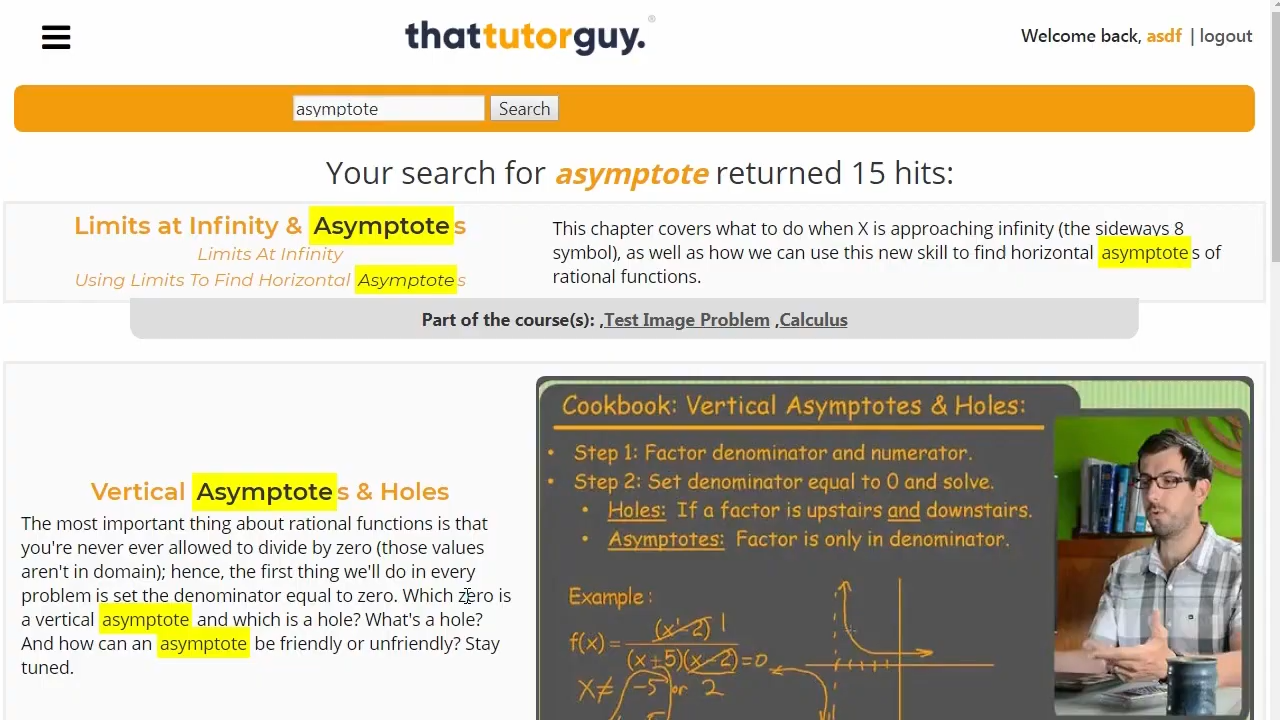 thattutorguy.®
Welcome back, asdf | logout
asymptote Search
Your search for asymptote returned 15 hits:
Limits at Infinity & Asymptotes
Limits At Infinity
Using Limits To Find Horizontal Asymptotes
This chapter covers what to do when X is approaching infinity (the sideways 8
symbol), as well as how we can use this new skill to find horizontal asymptotes of
rational functions.
Part of the course(s): ,Test Image Problem ,Calculus
Vertical Asymptotes & Holes
The most important thing about rational functions is that
you're never ever allowed to divide by zero (those values
aren't in domain); hence, the first thing we'll do in every
problem is set the denominator equal to zero. Which zero is
a vertical asymptote and which is a hole? What's a hole?
And how can an asymptote be friendly or unfriendly? Stay
tuned.
Cookbook: Vertical Asymptotes & Holes:
• Step 1: Factor denominator and numerator.
• Step 2: Set denominator equal to 0 and solve.
• Holes: If a factor is upstairs and downstairs.
• Asymptotes: Factor is only in denominator.
Example:
f(x) = (x-2) 1
(x+5)(x-2)=0
X≠ -5 or 2